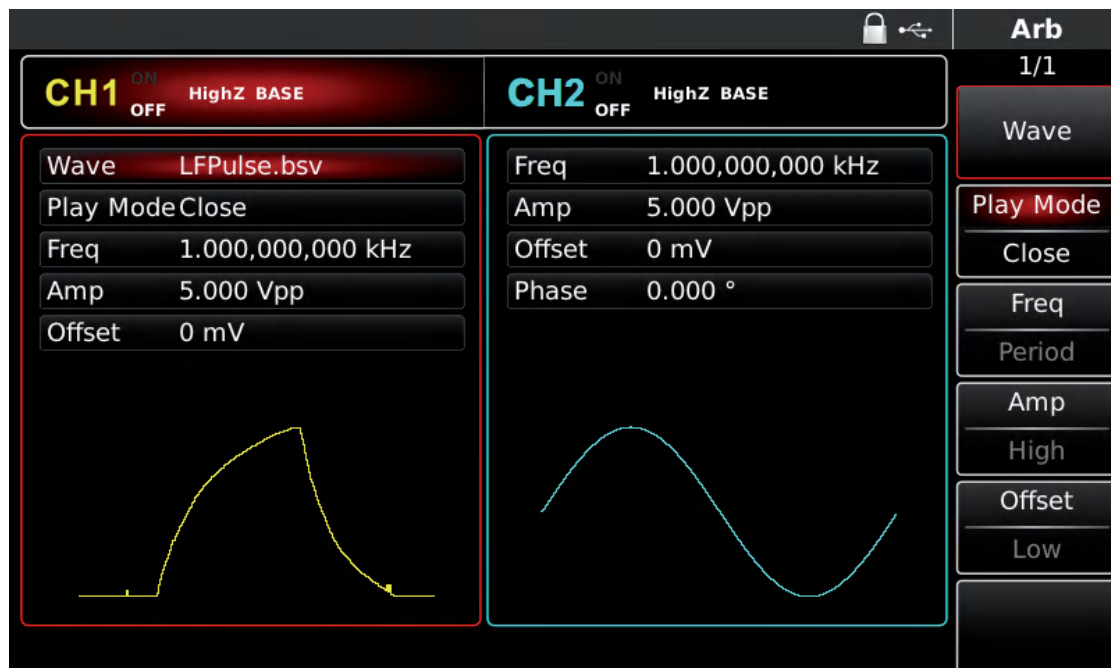 Arb
1/1
CH1 ON OFF HighZ BASE
CH2 ON OFF HighZ BASE
Wave LFPulse.bsv
Play Mode Close
Freq 1.000,000,000 kHz
Amp 5.000 Vpp
Offset 0 mV
Freq 1.000,000,000 kHz
Amp 5.000 Vpp
Offset 0 mV
Phase 0.000 °
Wave
Play Mode
Close
Freq
Period
Amp
High
Offset
Low